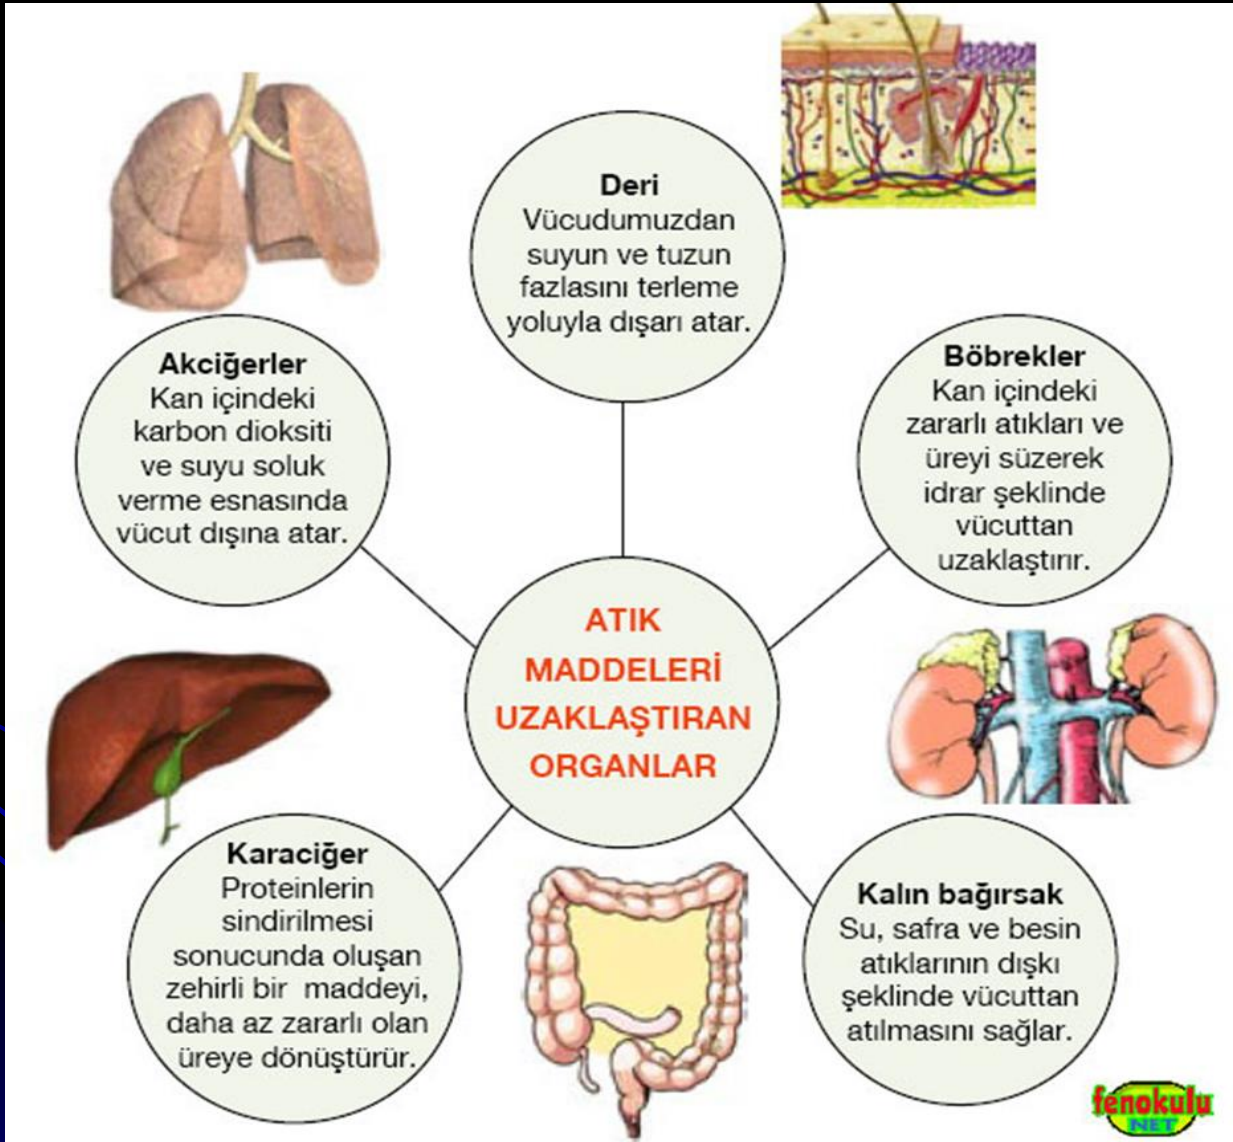 Deri
Vücudumuzdan
suyun ve tuzun
fazlasını terleme
yoluyla dışarı atar.
Akciğerler
Kan içindeki
karbon dioksiti
ve suyu soluk
verme esnasında
vücut dışına atar.
Böbrekler
Kan içindeki
zararlı atıkları ve
üreyi süzerek
idrar şeklinde
vücuttan
uzaklaştırır.
ATIK
MADDELERİ
UZAKLAŞTIRAN
ORGANLAR
Karaciğer
Proteinlerin
sindirilmesi
sonucunda oluşan
zehirli bir maddeyi,
daha az zararlı olan
üreye dönüştürür.
Kalın bağırsak
Su, safra ve besin
atıklarının dışkı
şeklinde vücuttan
atılmasını sağlar.
fenokulu
NET